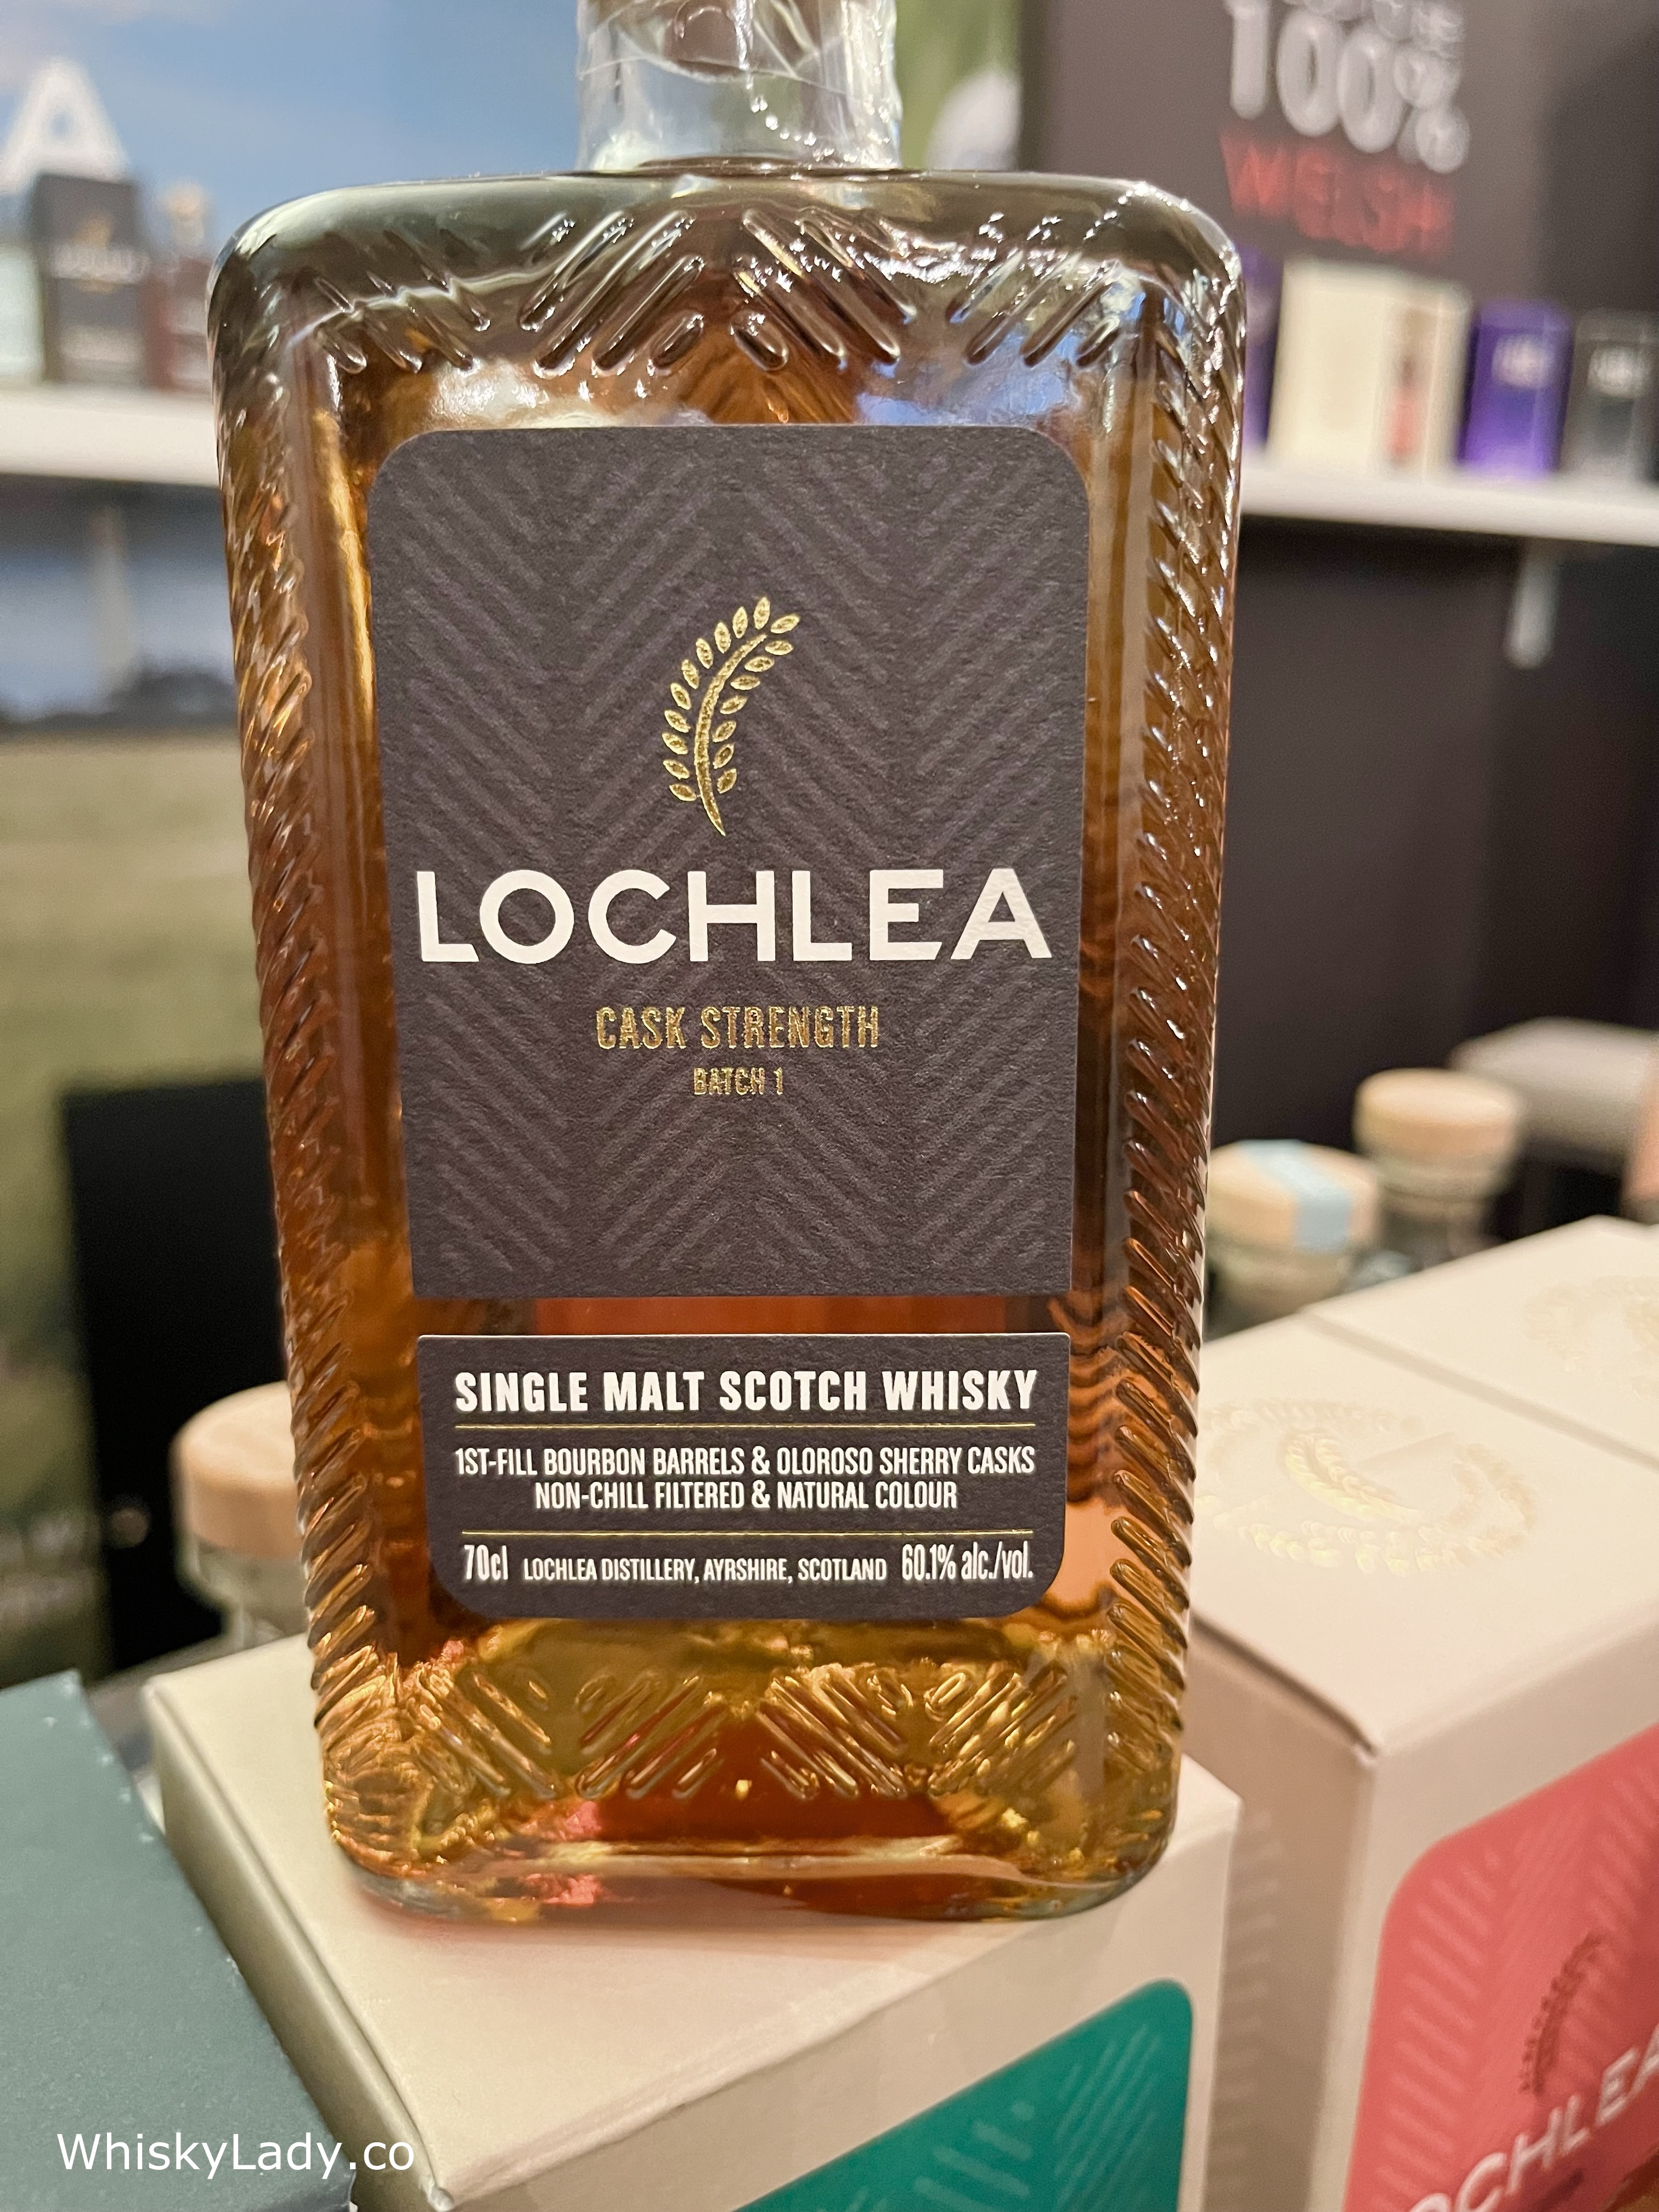 A
100%
WELSH
LOCHLEA
CASK STRENGTH
BATCH 1
SINGLE MALT SCOTCH WHISKY
1ST-FILL BOURBON BARRELS & OLOROSO SHERRY CASKS
NON-CHILL FILTERED & NATURAL COLOUR
70cl LOCHLEA DISTILLERY, AYRSHIRE, SCOTLAND 60.1% alc./vol.
LOCHLEA
WhiskyLady.co